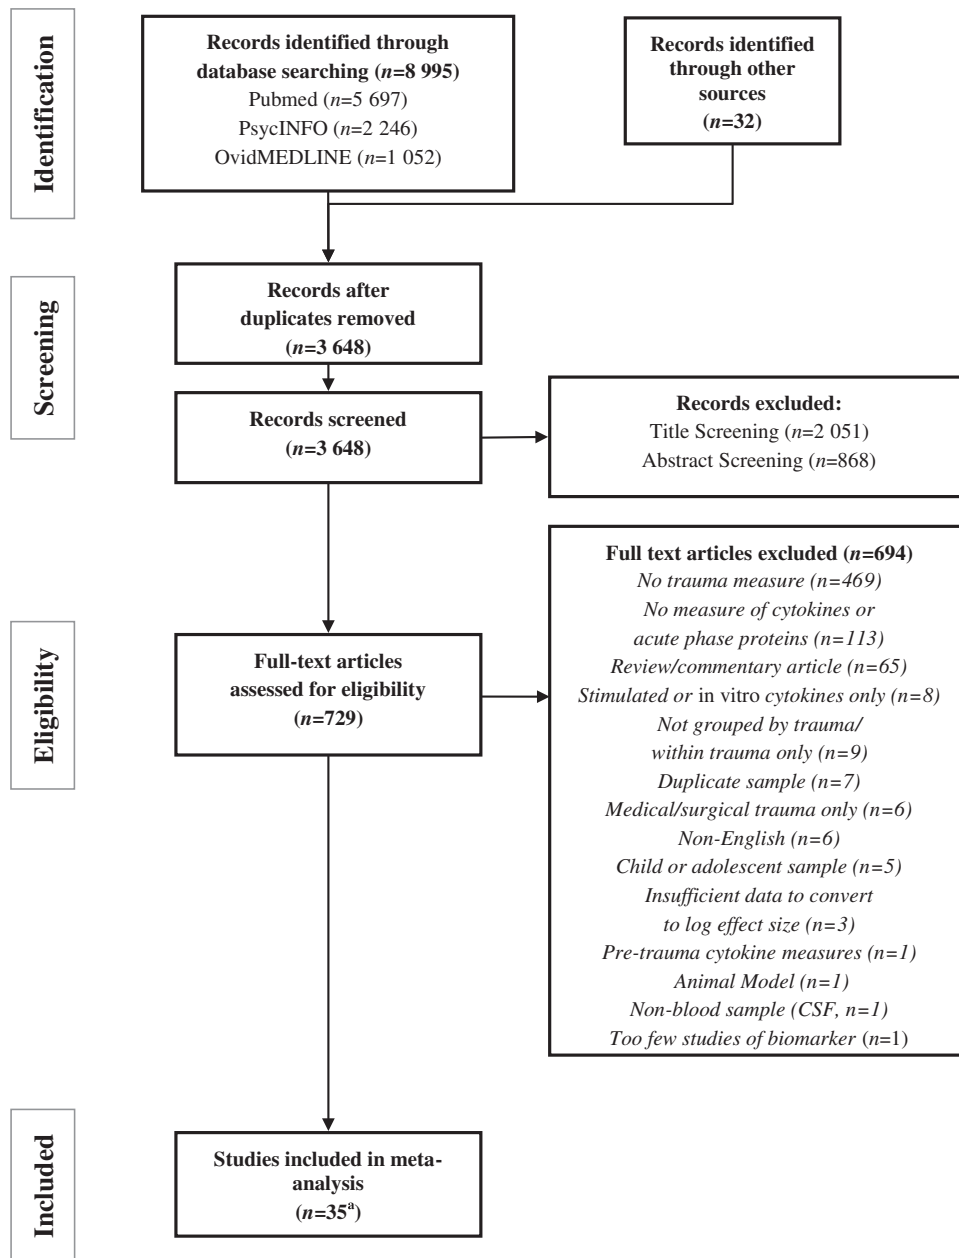 Identification
Records identified through
database searching (n=8 995)
Pubmed (n=5 697)
PsycINFO (n=2 246)
OvidMEDLINE (n=1 052)
Records identified
through other
sources
(n=32)
Screening
Records after
duplicates removed
(n=3 648)
Records screened
(n=3 648)
Records excluded:
Title Screening (n=2 051)
Abstract Screening (n=868)
Eligibility
Full-text articles
assessed for eligibility
(n=729)
Full text articles excluded (n=694)
No trauma measure (n=469)
No measure of cytokines or
acute phase proteins (n=113)
Review/commentary article (n=65)
Stimulated or in vitro cytokines only (n=8)
Not grouped by trauma/
within trauma only (n=9)
Duplicate sample (n=7)
Medical/surgical trauma only (n=6)
Non-English (n=6)
Child or adolescent sample (n=5)
Insufficient data to convert
to log effect size (n=3)
Pre-trauma cytokine measures (n=1)
Animal Model (n=1)
Non-blood sample (CSF, n=1)
Too few studies of biomarker (n=1)
Included
Studies included in meta-
analysis
(n=35ª)